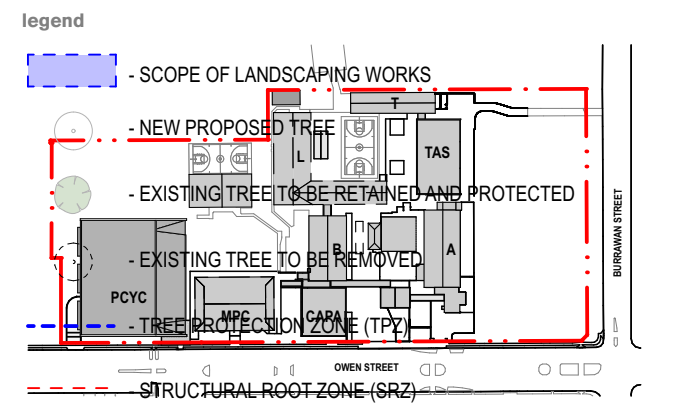 legend
- SCOPE OF LANDSCAPING WORKS
T
- NEW PROPOSED TREE
L
TAS
- EXISTING TREE TO BE RETAINED AND PROTECTED
BURRAWAN STREET
B
A
- EXISTING TREE TO BE REMOVED
PCYC
MPC
CAPA
- TREE PROTECTION ZONE (TPZ)
OWEN STREET
- STRUCTURAL ROOT ZONE (SRZ)